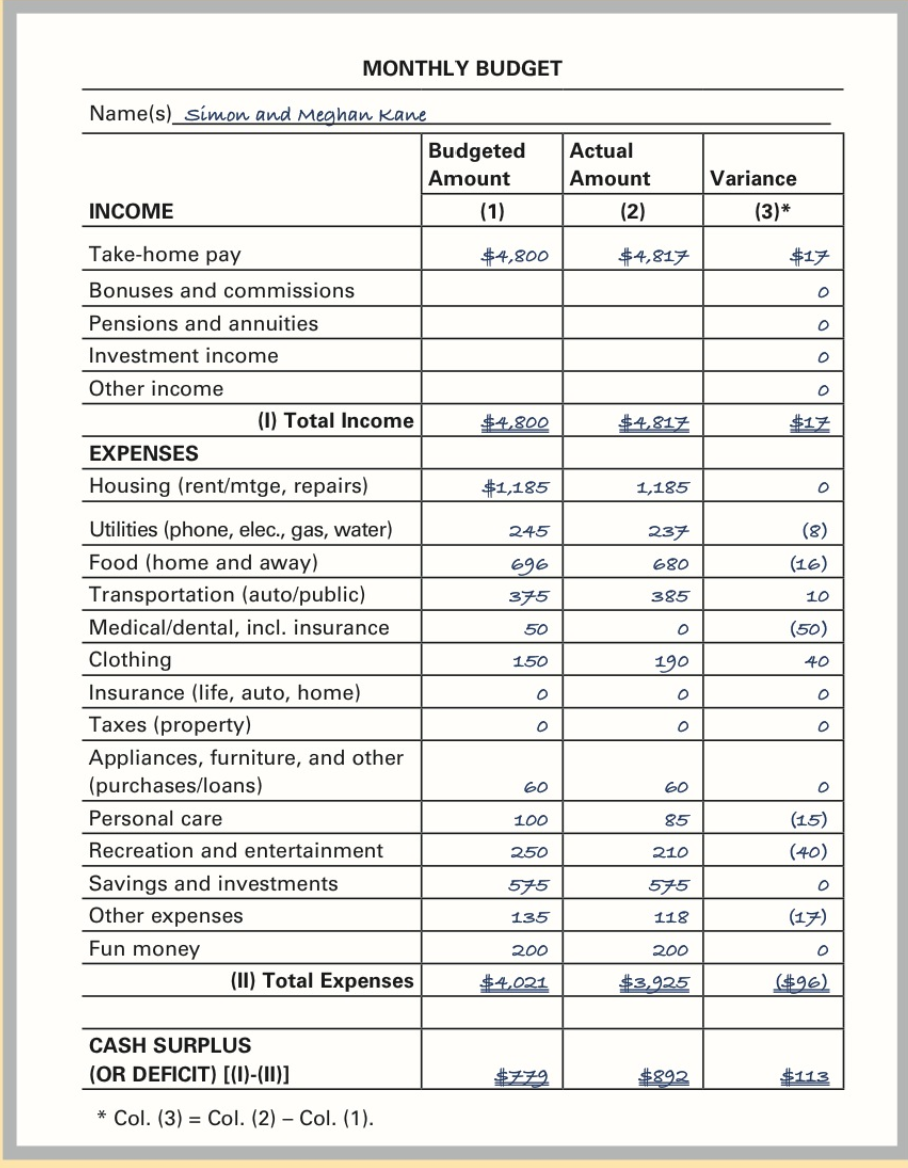 MONTHLY BUDGET
Name(s) Simon and Meghan Kane
Budgeted Amount Actual Amount Variance
INCOME (1) (2) (3)*
Take-home pay $4,800 $4,817 $17
Bonuses and commissions 0
Pensions and annuities 0
Investment income 0
Other income 0
(I) Total Income $4,800 $4,817 $17
EXPENSES
Housing (rent/mtge, repairs) $1,185 1,185 0
Utilities (phone, elec., gas, water) 245 237 (8)
Food (home and away) 696 680 (16)
Transportation (auto/public) 375 385 10
Medical/dental, incl. insurance 50 0 (50)
Clothing 150 190 40
Insurance (life, auto, home) 0 0 0
Taxes (property) 0 0 0
Appliances, furniture, and other
(purchases/loans) 60 60 0
Personal care 100 85 (15)
Recreation and entertainment 250 210 (40)
Savings and investments 575 575 0
Other expenses 135 118 (17)
Fun money 200 200 0
(II) Total Expenses $4,021 $3,925 ($96)
CASH SURPLUS
(OR DEFICIT) [(I)-(II)] $779 $892 $113
* Col. (3) = Col. (2) – Col. (1).